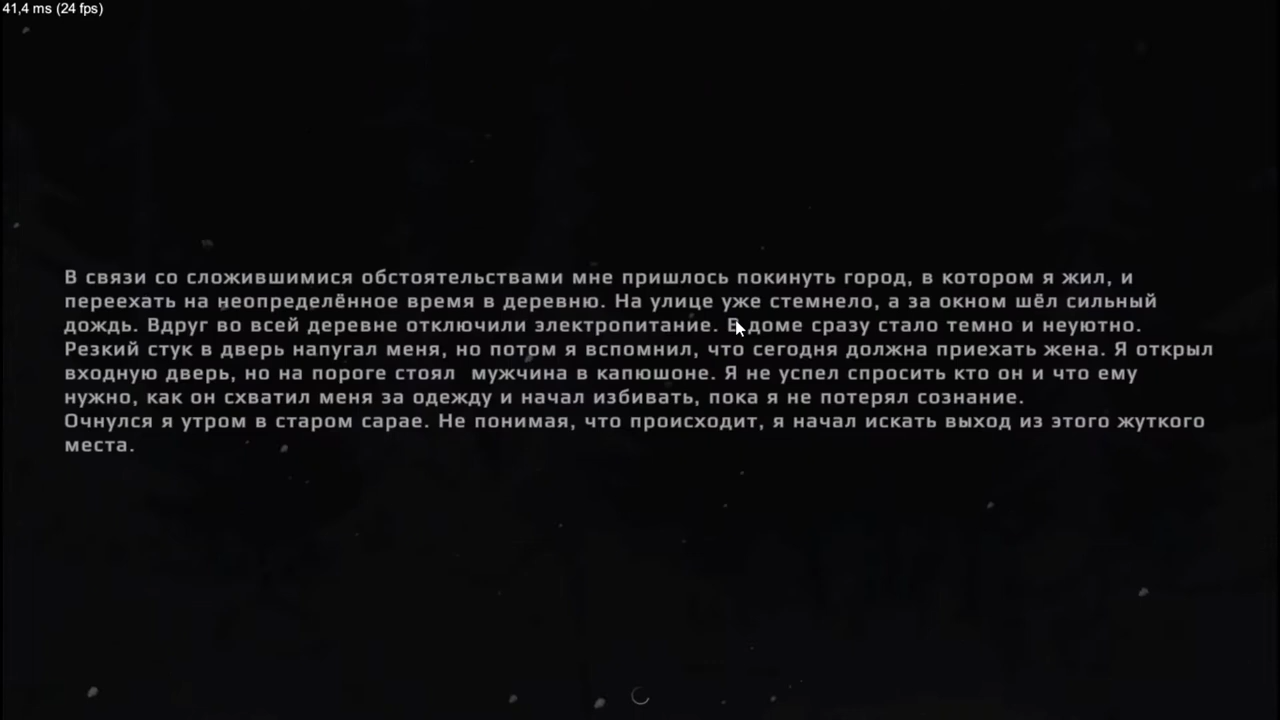 41,4 ms (24 fps)
В связи со сложившимися обстоятельствами мне пришлось покинуть город, в котором я жил, и
переехать на неопределённое время в деревню. На улице уже стемнело, а за окном шёл сильный
дождь. Вдруг во всей деревне отключили электропитание. В доме сразу стало темно и неуютно.
Резкий стук в дверь напугал меня, но потом я вспомнил, что сегодня должна приехать жена. Я открыл
входную дверь, но на пороге стоял  мужчина в капюшоне. Я не успел спросить кто он и что ему
нужно, как он схватил меня за одежду и начал избивать, пока я не потерял сознание.
Очнулся я утром в старом сарае. Не понимая, что происходит, я начал искать выход из этого жуткого
места.